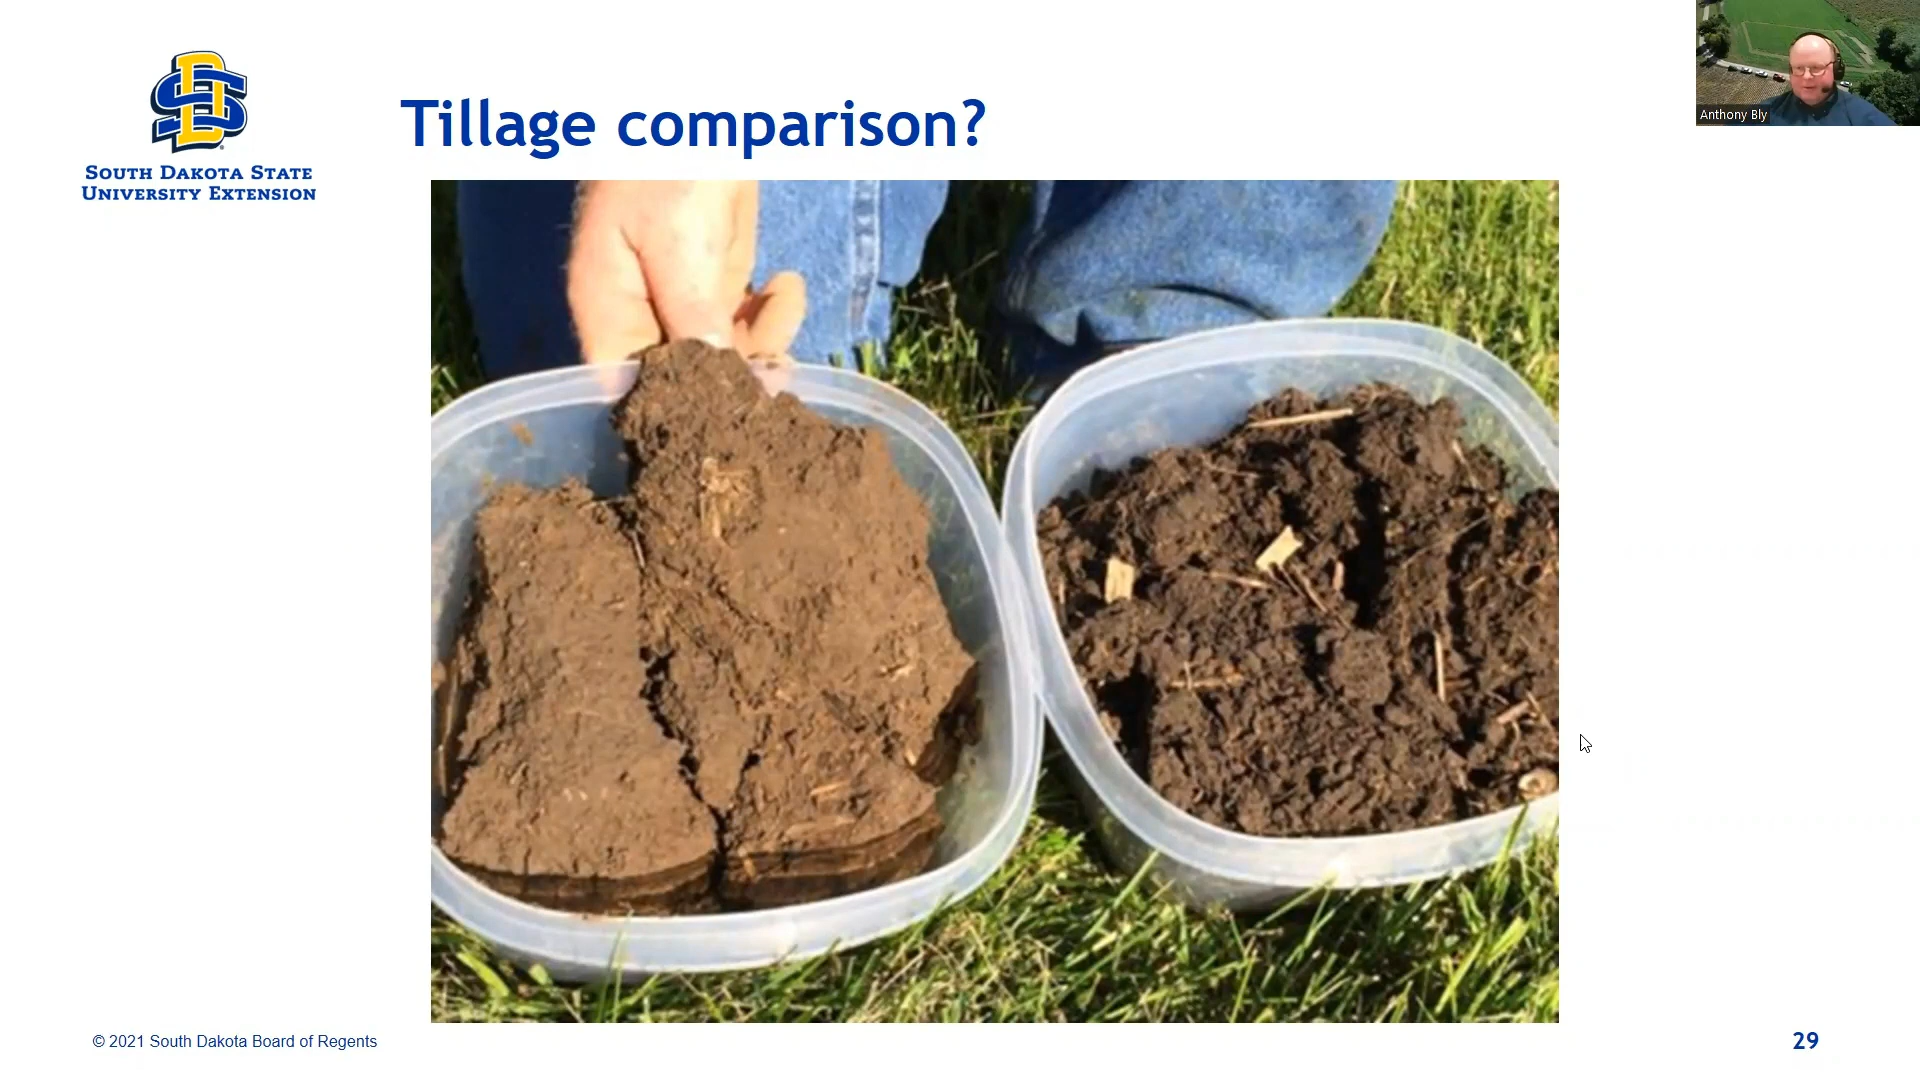 Tillage comparison?
SOUTH DAKOTA STATE
UNIVERSITY EXTENSION
Anthony Bly
© 2021 South Dakota Board of Regents
29